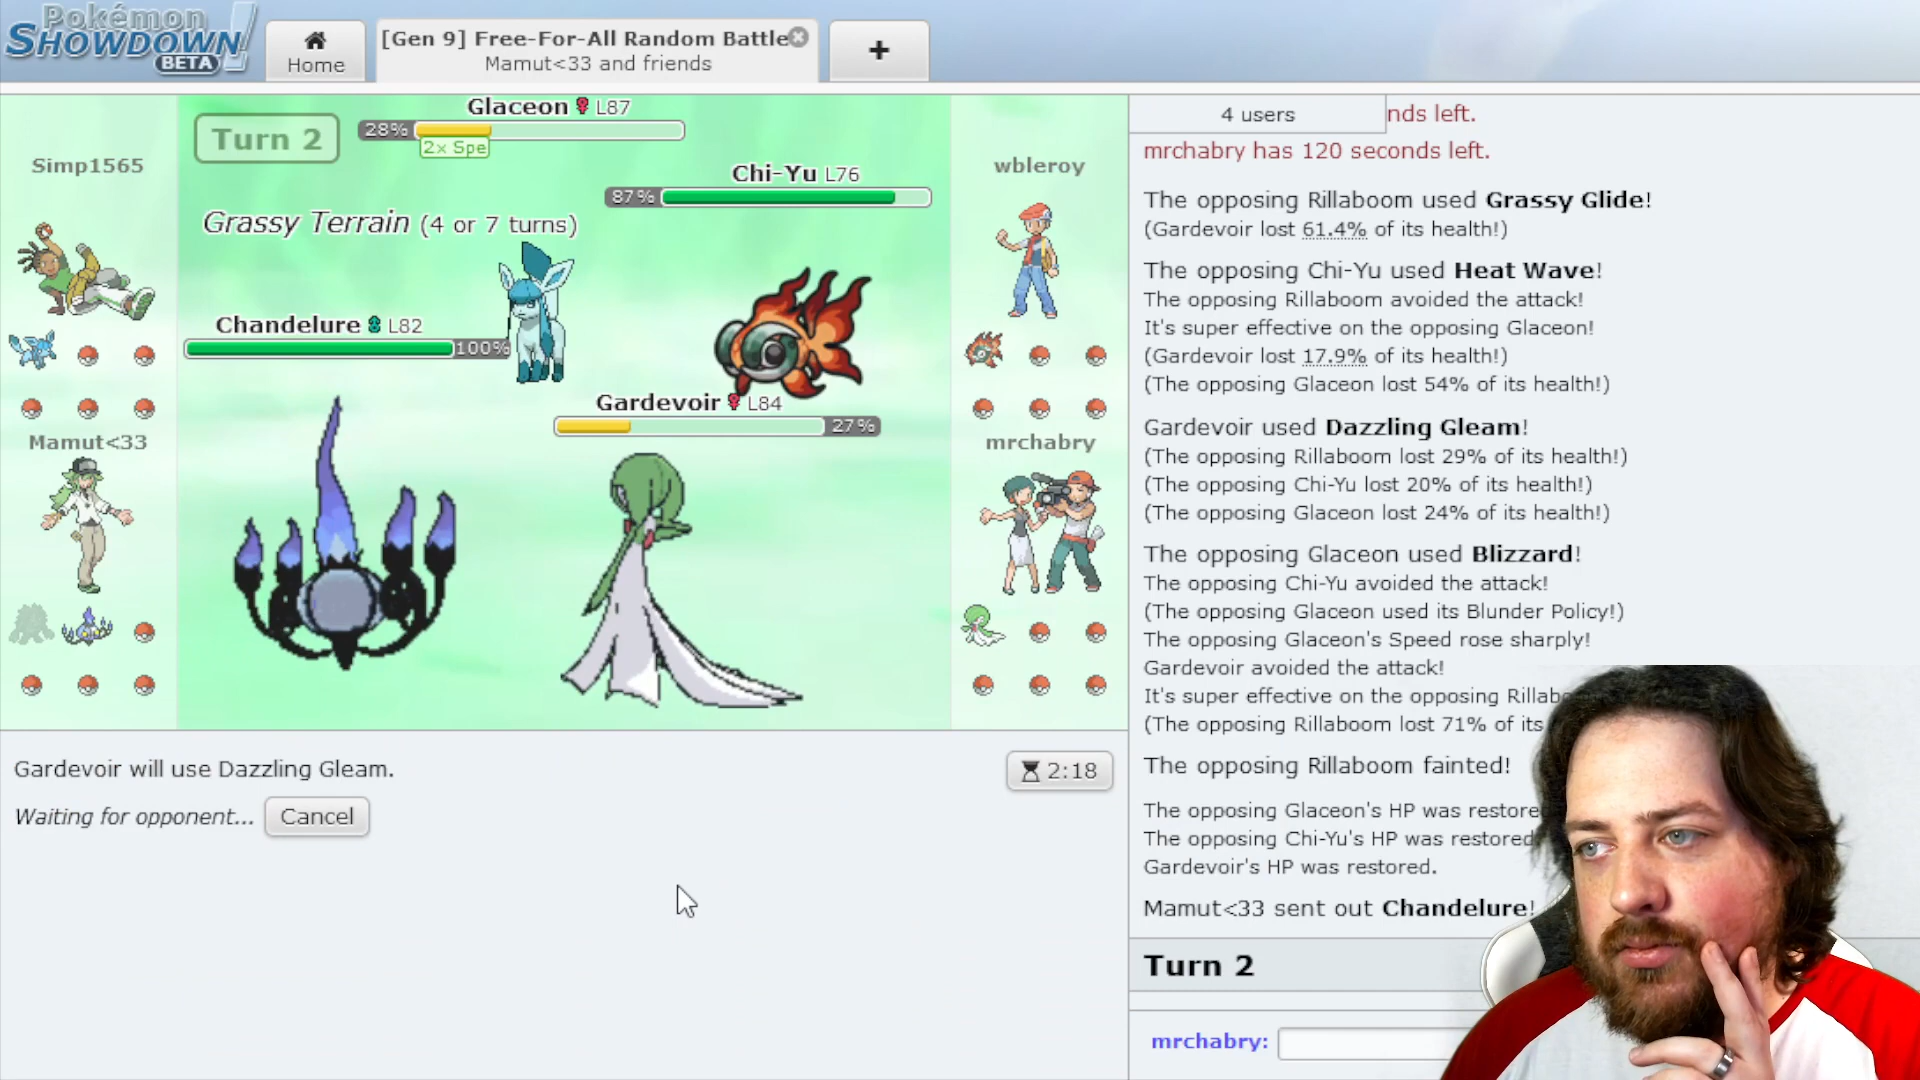 Pokémon
SHOWDOWN!
BETA
Home
[Gen 9] Free-For-All Random Battle
Mamut<33 and friends
+
Simp1565
Mamut<33
Turn 2
Glaceon L87
28%
2x Spe
Chi-Yu L76
87%
Grassy Terrain (4 or 7 turns)
Chandelure L82
100%
Gardevoir L84
27%
wbleroy
mrchabry
Gardevoir will use Dazzling Gleam.
Waiting for opponent... Cancel
2:18
4 users
nds left.
mrchabry has 120 seconds left.
The opposing Rillaboom used Grassy Glide!
(Gardevoir lost 61.4% of its health!)
The opposing Chi-Yu used Heat Wave!
The opposing Rillaboom avoided the attack!
It's super effective on the opposing Glaceon!
(Gardevoir lost 17.9% of its health!)
(The opposing Glaceon lost 54% of its health!)
Gardevoir used Dazzling Gleam!
(The opposing Rillaboom lost 29% of its health!)
(The opposing Chi-Yu lost 20% of its health!)
(The opposing Glaceon lost 24% of its health!)
The opposing Glaceon used Blizzard!
The opposing Chi-Yu avoided the attack!
(The opposing Glaceon used its Blunder Policy!)
The opposing Glaceon's Speed rose sharply!
Gardevoir avoided the attack!
It's super effective on the opposing Rillab
(The opposing Rillaboom lost 71% of its
The opposing Rillaboom fainted!
The opposing Glaceon's HP was restore
The opposing Chi-Yu's HP was restored
Gardevoir's HP was restored.
Mamut<33 sent out Chandelure!
Turn 2
mrchabry: